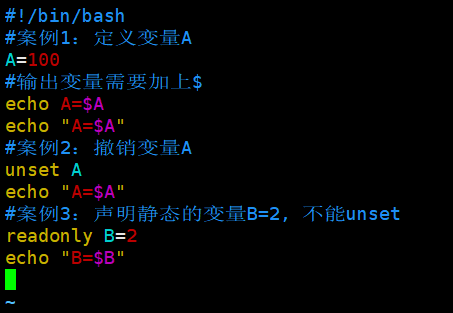 #!/bin/bash
#案例1：定义变量A
A=100
#输出变量需要加上$
echo A=$A
echo "A=$A"
#案例2：撤销变量A
unset A
echo "A=$A"
#案例3：声明静态的变量B=2, 不能unset
readonly B=2
echo "B=$B"
~